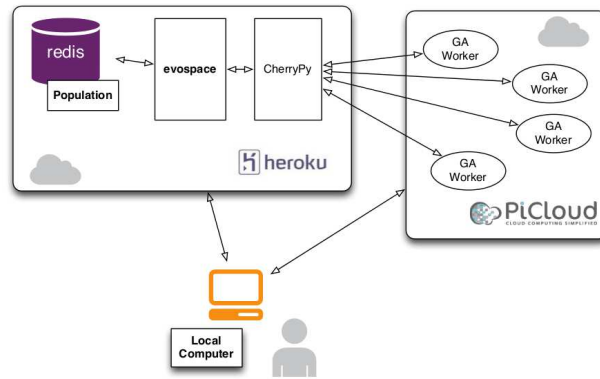 redis
Population
evospace
CherryPy
heroku
GA
Worker
GA
Worker
GA
Worker
GA
Worker
PiCloud
CLOUD COMPUTING SIMPLIFIED
Local
Computer